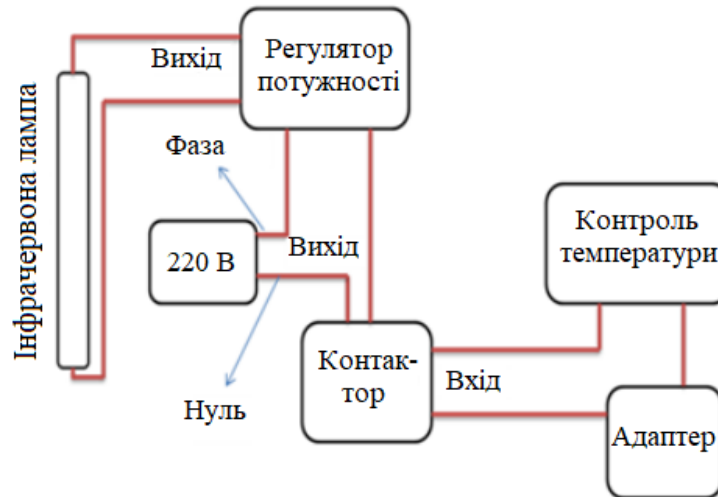 Вихід
Регулятор
потужності
Інфрачервона лампа
Фаза
220 В
Вихід
Контроль
температури
Контак-
тор
Вхід
Нуль
Адаптер